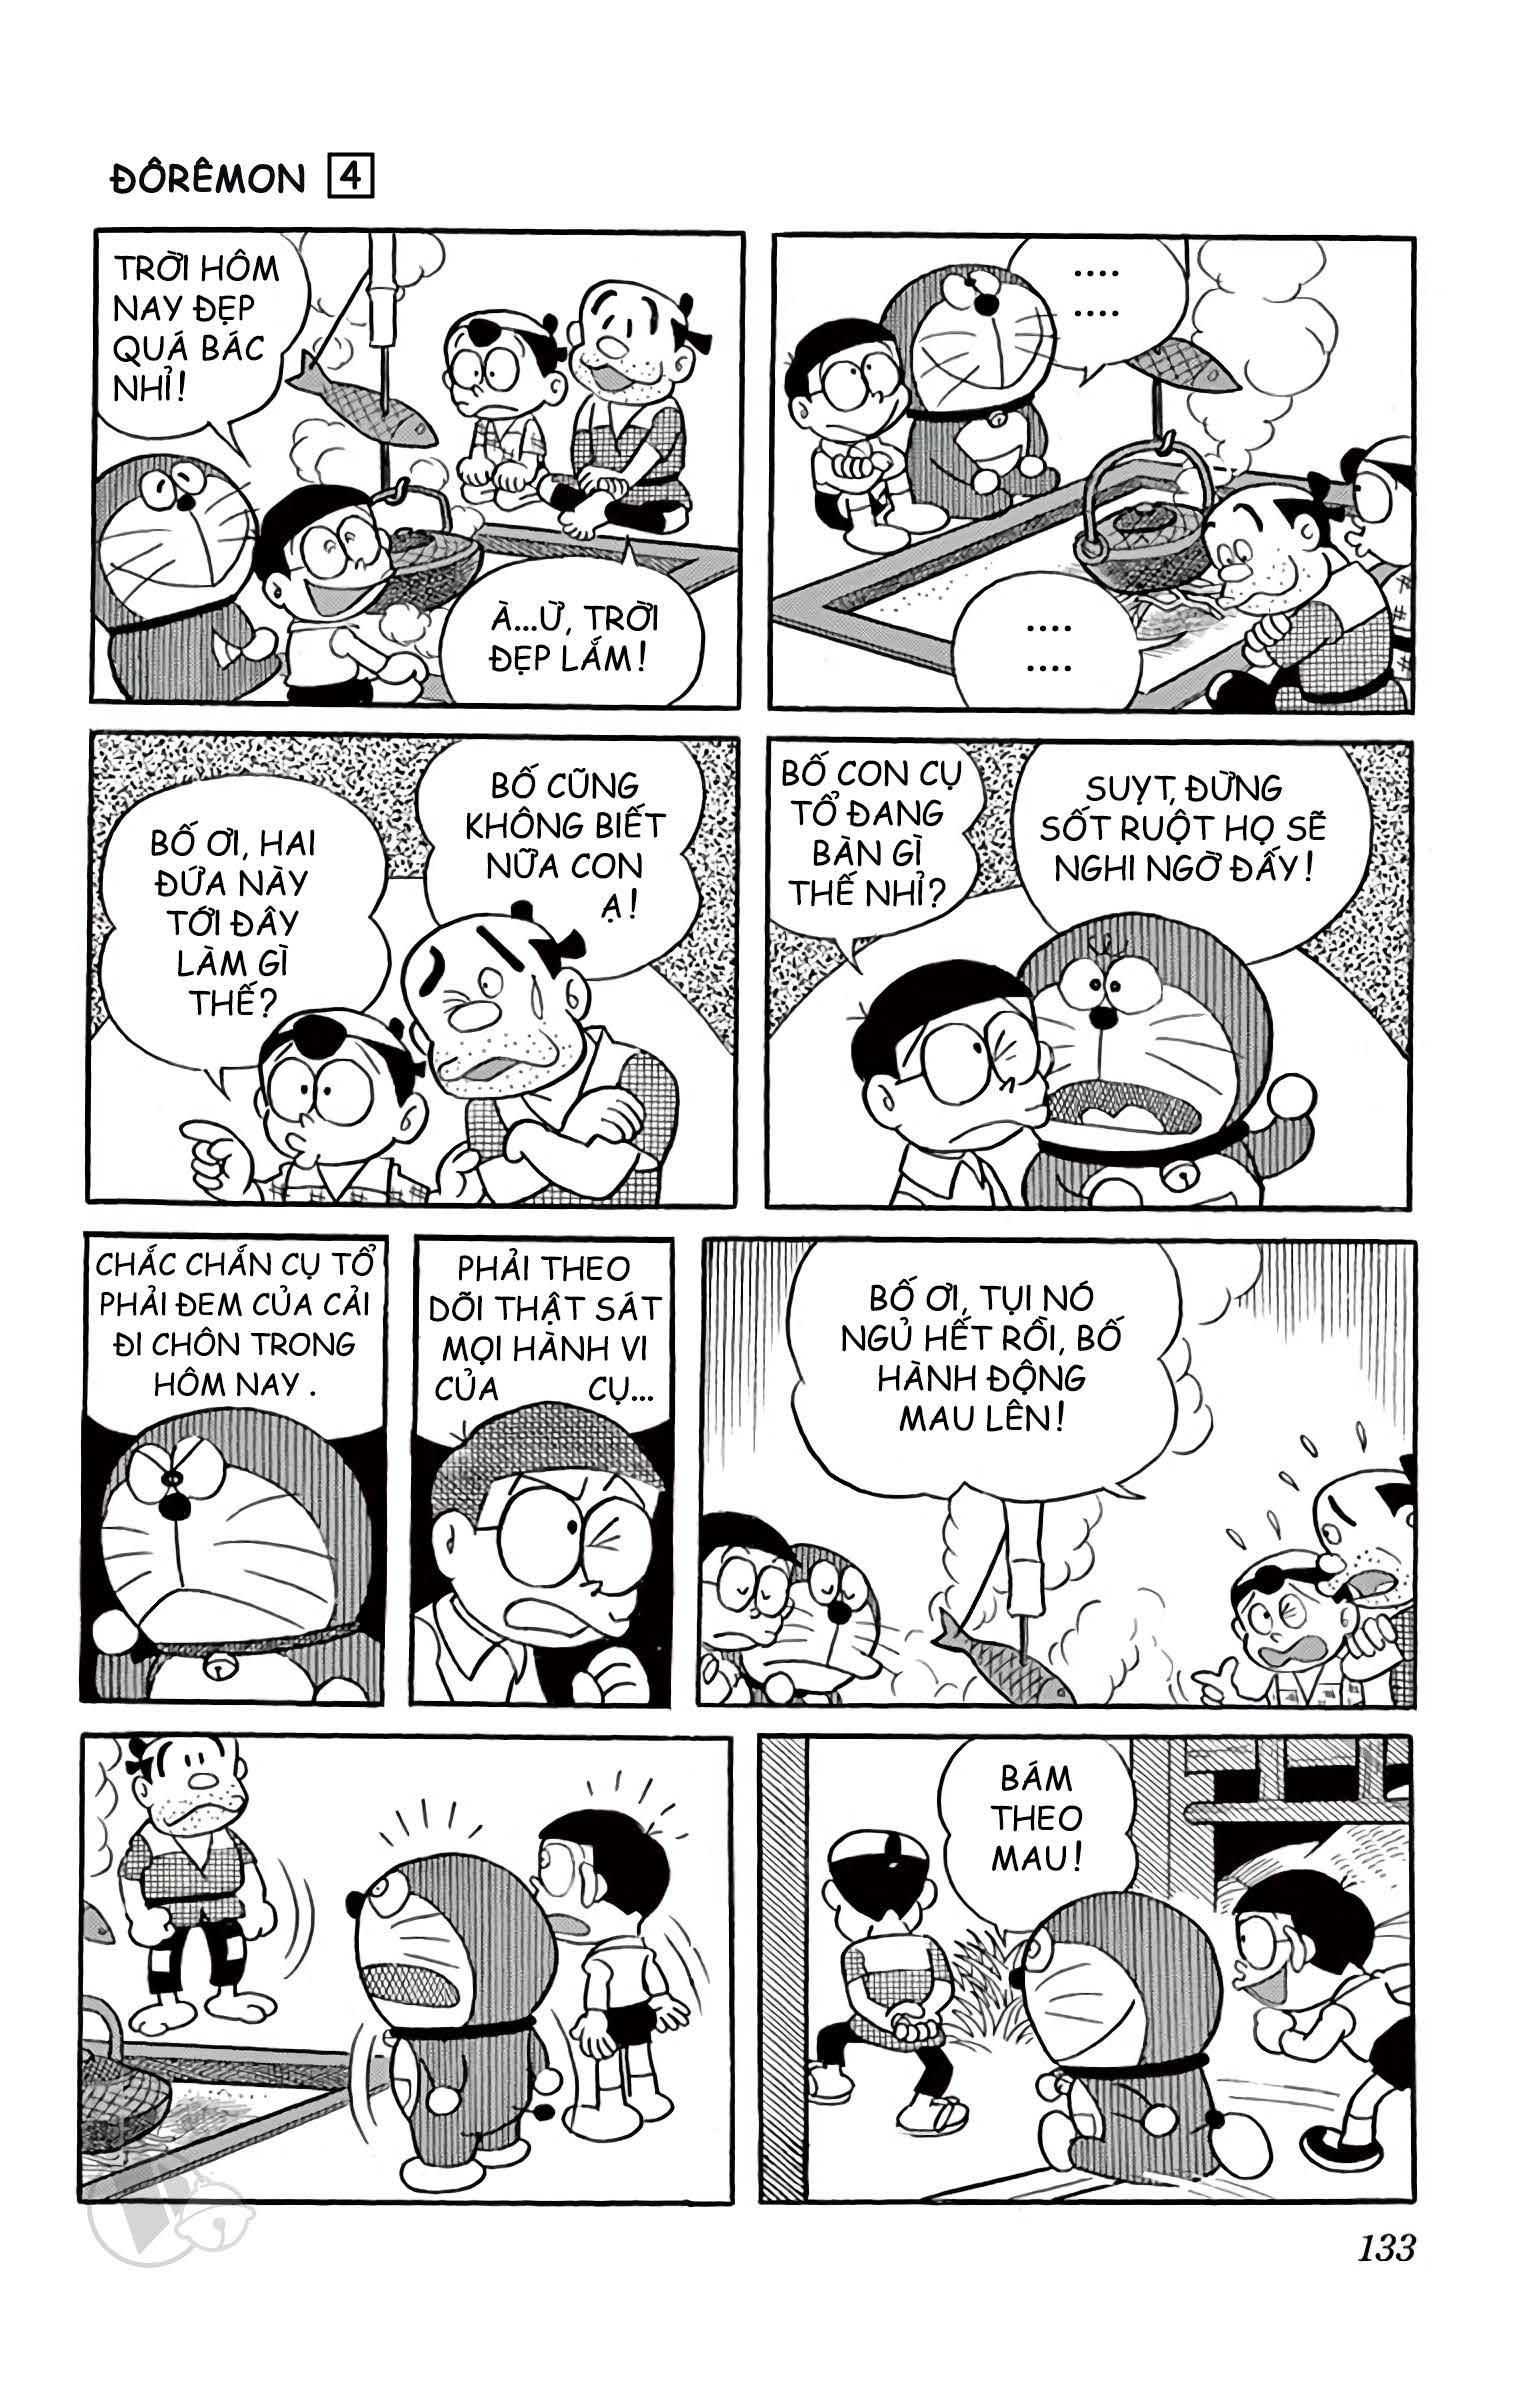 ĐÔRÊMON 4
TRỜI HÔM
NAY ĐẸP
QUÁ BÁC
NHỈ!
À...Ừ, TRỜI
ĐẸP LẮM!
....
....
....
....
BỐ ƠI, HAI
ĐỨA NÀY
TỚI ĐÂY
LÀM GÌ
THẾ?
BỐ CŨNG
KHÔNG BIẾT
NỮA CON
Ạ!
BỐ CON CỤ
TỔ ĐANG
BÀN GÌ
THẾ NHỈ?
SUỴT, ĐỪNG
SỐT RUỘT HỌ SẼ
NGHI NGỜ ĐẤY!
CHẮC CHẮN CỤ TỔ
PHẢI ĐEM CỦA CẢI
ĐI CHÔN TRONG
HÔM NAY .
PHẢI THEO
DÕI THẬT SÁT
MỌI HÀNH VI
CỦA CỤ...
BỐ ƠI, TỤI NÓ
NGỦ HẾT RỒI, BỐ
HÀNH ĐỘNG
MAU LÊN!
BÁM
THEO
MAU!
133